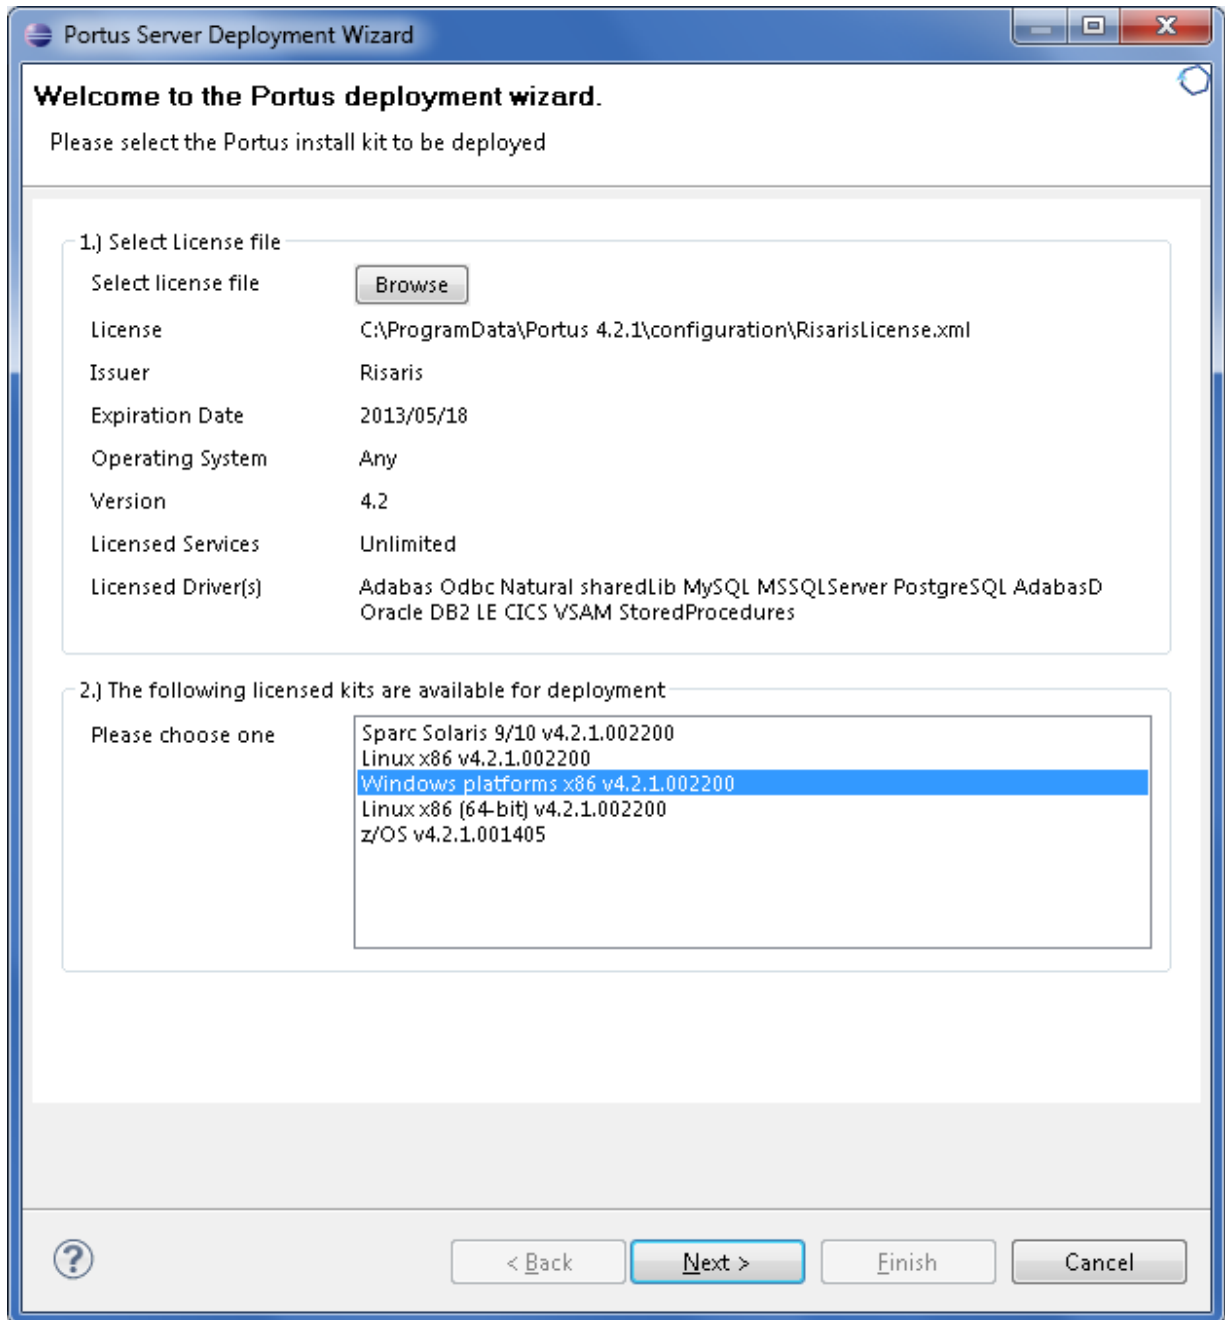 Portus Server Deployment Wizard
Welcome to the Portus deployment wizard.
Please select the Portus install kit to be deployed
1.) Select License file
Select license file Browse
License C:\ProgramData\Portus 4.2.1\configuration\RisarisLicense.xml
Issuer Risaris
Expiration Date 2013/05/18
Operating System Any
Version 4.2
Licensed Services Unlimited
Licensed Driver(s) Adabas Odbc Natural sharedLib MySQL MSSQLServer PostgreSQL AdabasD
Oracle DB2 LE CICS VSAM StoredProcedures
2.) The following licensed kits are available for deployment
Please choose one Sparc Solaris 9/10 v4.2.1.002200
Linux x86 v4.2.1.002200
Windows platforms x86 v4.2.1.002200
Linux x86 (64-bit) v4.2.1.002200
z/OS v4.2.1.001405
? < Back Next > Finish Cancel